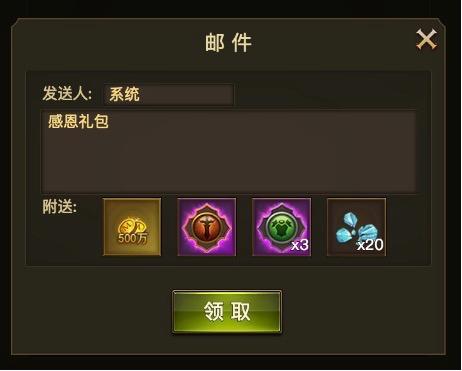 邮件
发送人: 系统
感恩礼包
附送:
500万 x3 x20
领取